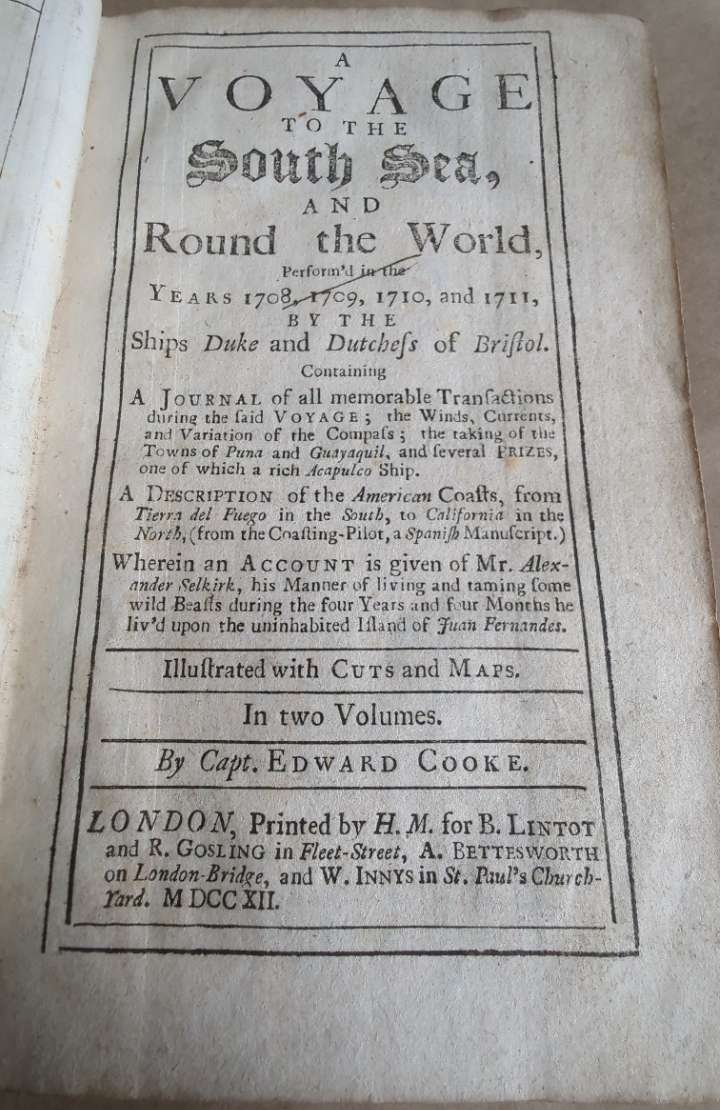 A
VOYAGE
TO THE
South Sea,
AND
Round the World,
Perform'd in the
YEARS 1708, 1709, 1710, and 1711,
BY THE
Ships Duke and Dutcheſs of Briſtol.
Containing
A JOURNAL of all memorable Tranſactions
during the ſaid VOYAGE; the Winds, Currents,
and Variation of the Compaſs; the taking of the
Towns of Puna and Guayaquil, and ſeveral PRIZES,
one of which a rich Acapulco Ship.
A DESCRIPTION of the American Coaſts, from
Tierra del Fuego in the South, to California in the
North, (from the Coaſting-Pilot, a Spaniſh Manuſcript.)
Wherein an ACCOUNT is given of Mr. Alex-
ander Selkirk, his Manner of living and taming ſome
wild Beaſts during the four Years and four Months he
liv'd upon the uninhabited Iſland of Juan Fernandes.
Illuſtrated with CUTS and MAPS.
In two Volumes.
By Capt. EDWARD COOKE.
LONDON, Printed by H. M. for B. LINTOT
and R. GOSLING in Fleet-Street, A. BETTESWORTH
on London-Bridge, and W. INNYS in St. Paul's Church-
Yard. M DCC XII.